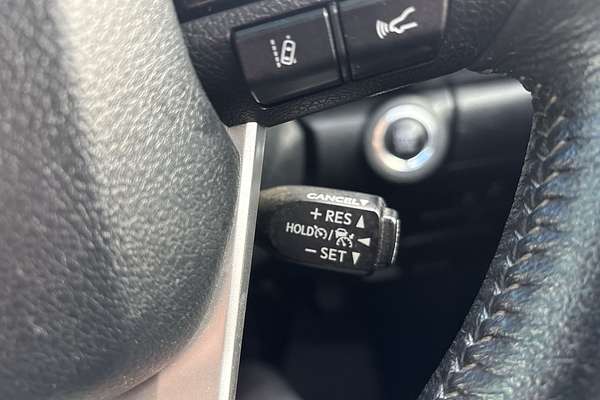 CANCEL▼
+ RES ▲
HOLD / ◀
− SET ▼